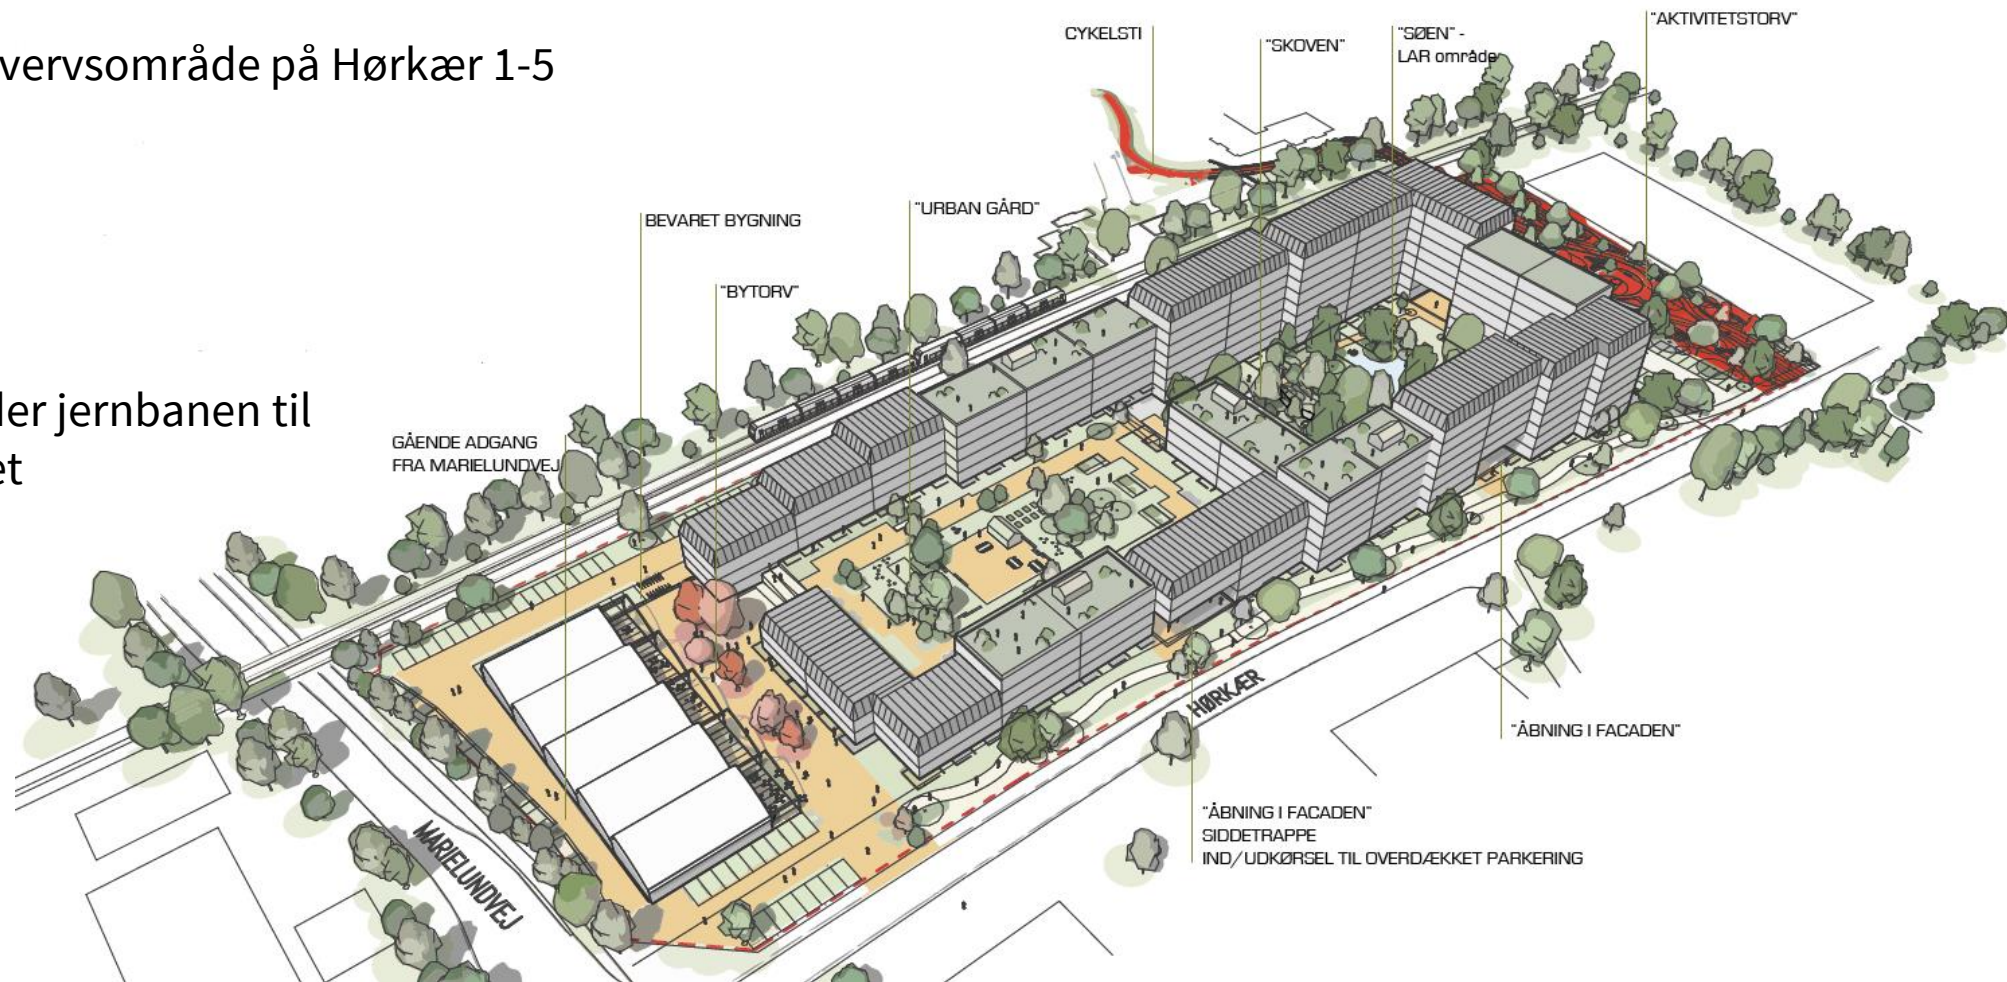 vervsområde på Hørkær 1-5
der jernbanen til
et
CYKELSTI
"SKOVEN"
"SØEN" -
LAR område
"AKTIVITETSTORV"
BEVARET BYGNING
"URBAN GÅRD"
"BYTORV"
GÅENDE ADGANG
FRA MARIELUNDVEJ
HØRKÆR
"ÅBNING I FACADEN"
"ÅBNING I FACADEN"
SIDDETRAPPE
IND/UDKØRSEL TIL OVERDÆKKET PARKERING
MARIELUNDVEJ